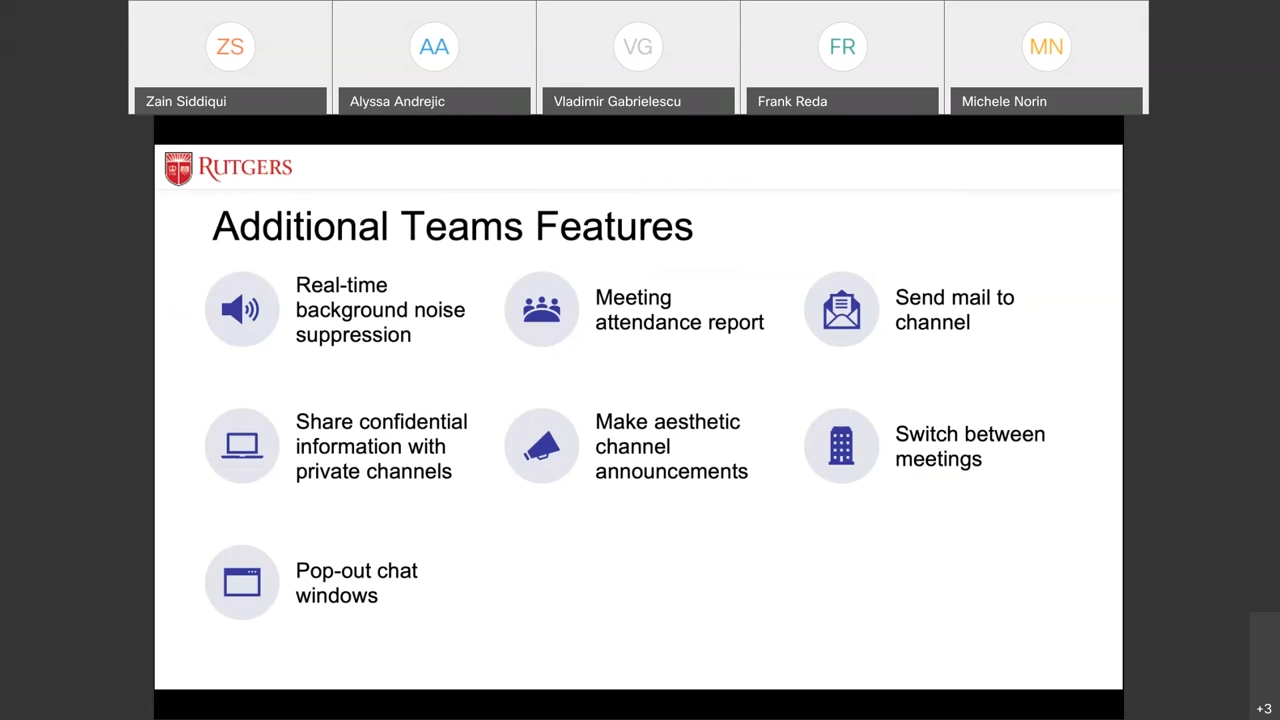 ZS
AA
VG
FR
MN
Zain Siddiqui
Alyssa Andrejic
Vladimir Gabrielescu
Frank Reda
Michele Norin
RUTGERS
Additional Teams Features
Real-time
background noise
suppression
Meeting
attendance report
Send mail to
channel
Share confidential
information with
private channels
Make aesthetic
channel
announcements
Switch between
meetings
Pop-out chat
windows
+3